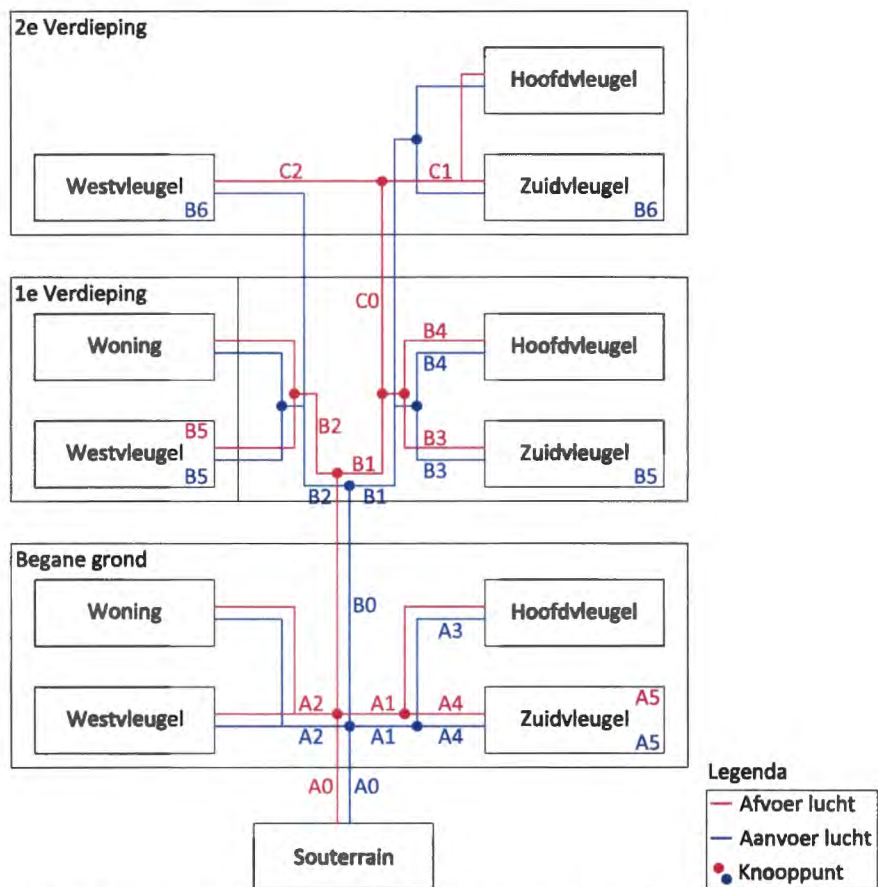 2e Verdieping
Hoofdvleugel
C2
C1
Westvleugel
Zuidvleugel
B6
B6
1e Verdieping
C0
Woning
B4
Hoofdvleugel
B4
B5
B2
B3
Westvleugel
B1
Zuidvleugel
B5
B3
B5
B2
B1
Begane grond
Woning
B0
Hoofdvleugel
A3
A2
A1
A4
A5
Westvleugel
Zuidvleugel
A2
A1
A4
A5
A0
A0
Souterrain
Legenda
Afvoer lucht
Aanvoer lucht
Knooppunt